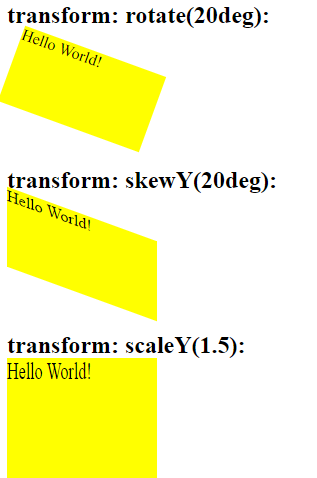 transform: rotate(20deg):
Hello World!
transform: skewY(20deg):
Hello World!
transform: scaleY(1.5):
Hello World!